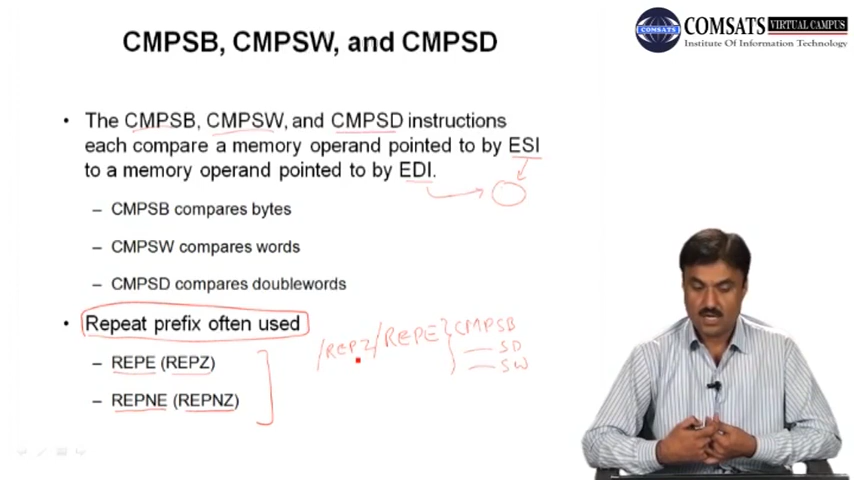 COMSATS VIRTUAL CAMPUS
Institute Of Information Technology
COMSATS
CMPSB, CMPSW, and CMPSD
• The CMPSB, CMPSW, and CMPSD instructions
each compare a memory operand pointed to by ESI
to a memory operand pointed to by EDI.
– CMPSB compares bytes
– CMPSW compares words
– CMPSD compares doublewords
• Repeat prefix often used
– REPE (REPZ)
– REPNE (REPNZ)
/REPZ/REPE} CMPSB
— SD
— SW